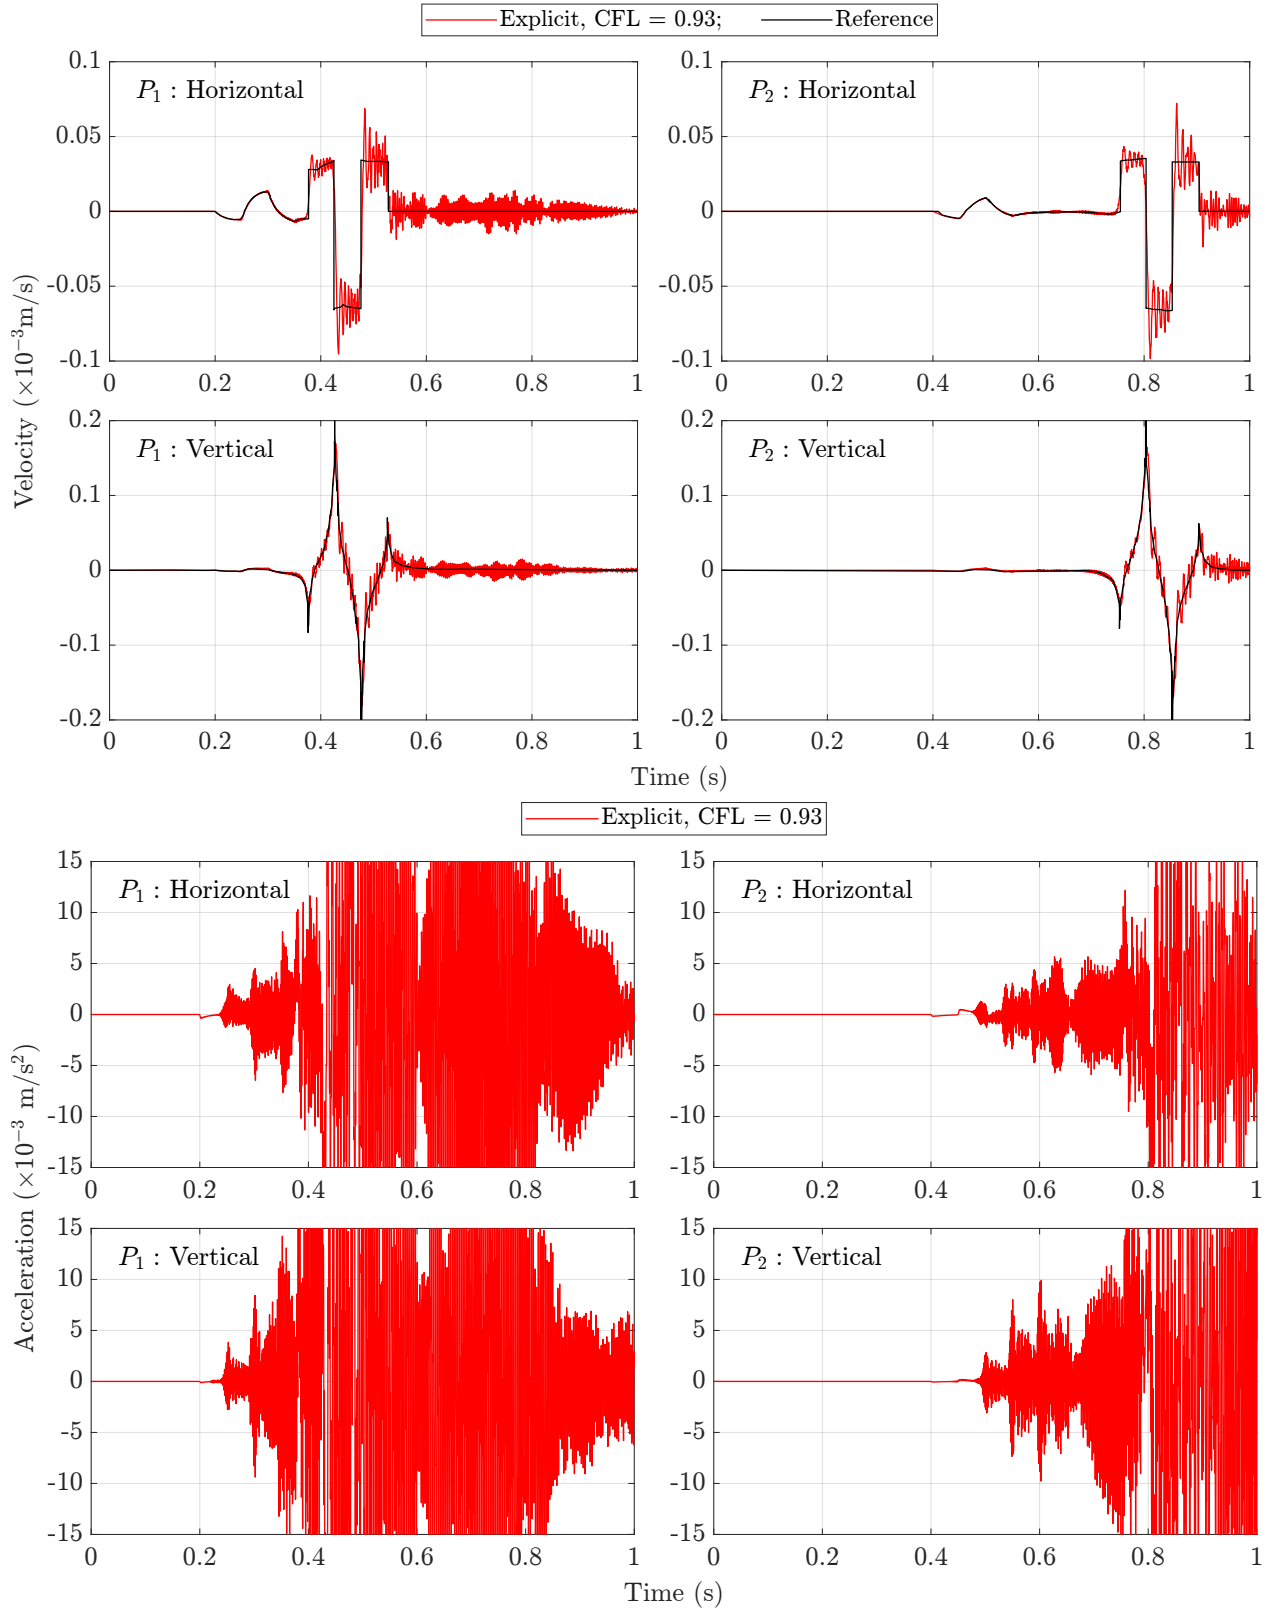 Explicit, CFL = 0.93; Reference
Velocity (×10⁻³m/s)
P₁ : Horizontal
0.1
0.05
0
-0.05
-0.1
0 0.2 0.4 0.6 0.8 1
P₂ : Horizontal
0.1
0.05
0
-0.05
-0.1
0 0.2 0.4 0.6 0.8 1
P₁ : Vertical
0.2
0.1
0
-0.1
-0.2
0 0.2 0.4 0.6 0.8 1
P₂ : Vertical
0.2
0.1
0
-0.1
-0.2
0 0.2 0.4 0.6 0.8 1
Time (s)
Explicit, CFL = 0.93
Acceleration (×10⁻³ m/s²)
P₁ : Horizontal
15
10
5
0
-5
-10
-15
0 0.2 0.4 0.6 0.8 1
P₂ : Horizontal
15
10
5
0
-5
-10
-15
0 0.2 0.4 0.6 0.8 1
P₁ : Vertical
15
10
5
0
-5
-10
-15
0 0.2 0.4 0.6 0.8 1
P₂ : Vertical
15
10
5
0
-5
-10
-15
0 0.2 0.4 0.6 0.8 1
Time (s)